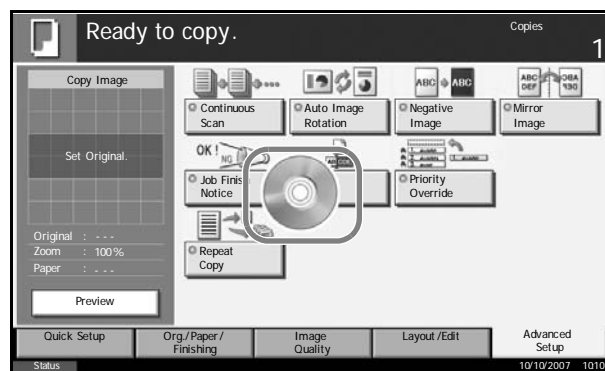 Ready to copy.
Copies
1
Copy Image
Set Original.
Original : - - -
Zoom : 100%
Paper : - - -
Preview
Continuous
Scan
Auto Image
Rotation
ABC ABC
Negative
Image
ABC
DEF
Mirror
Image
OK! NG
Job Finish
Notice
Priority
Override
Repeat
Copy
Quick Setup
Org./Paper/
Finishing
Image
Quality
Layout/Edit
Advanced
Setup
Status
10/10/2007 1010